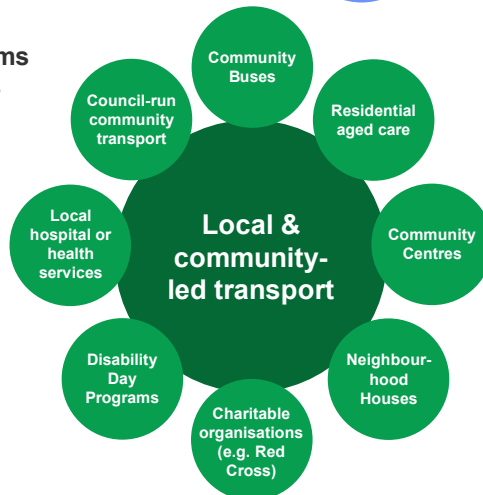 ms
Community
Buses
Council-run
community
transport
Residential
aged care
Local
hospital or
health
services
Local &
community-
led transport
Community
Centres
Disability
Day
Programs
Neighbour-
hood
Houses
Charitable
organisations
(e.g. Red
Cross)